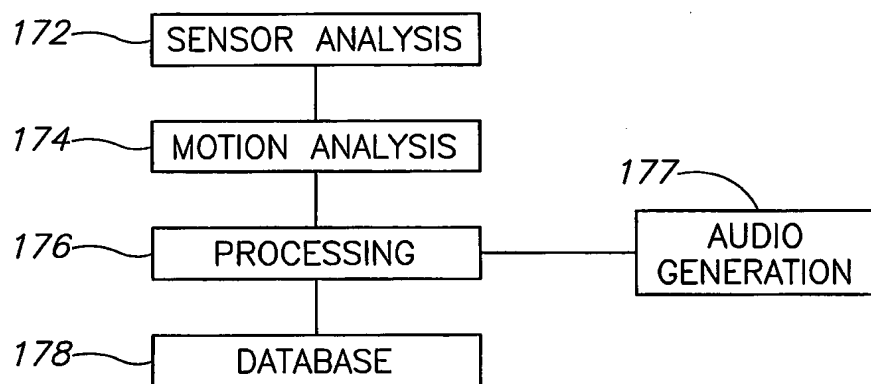 172 SENSOR ANALYSIS
174 MOTION ANALYSIS
177
176 PROCESSING
AUDIO
GENERATION
178 DATABASE